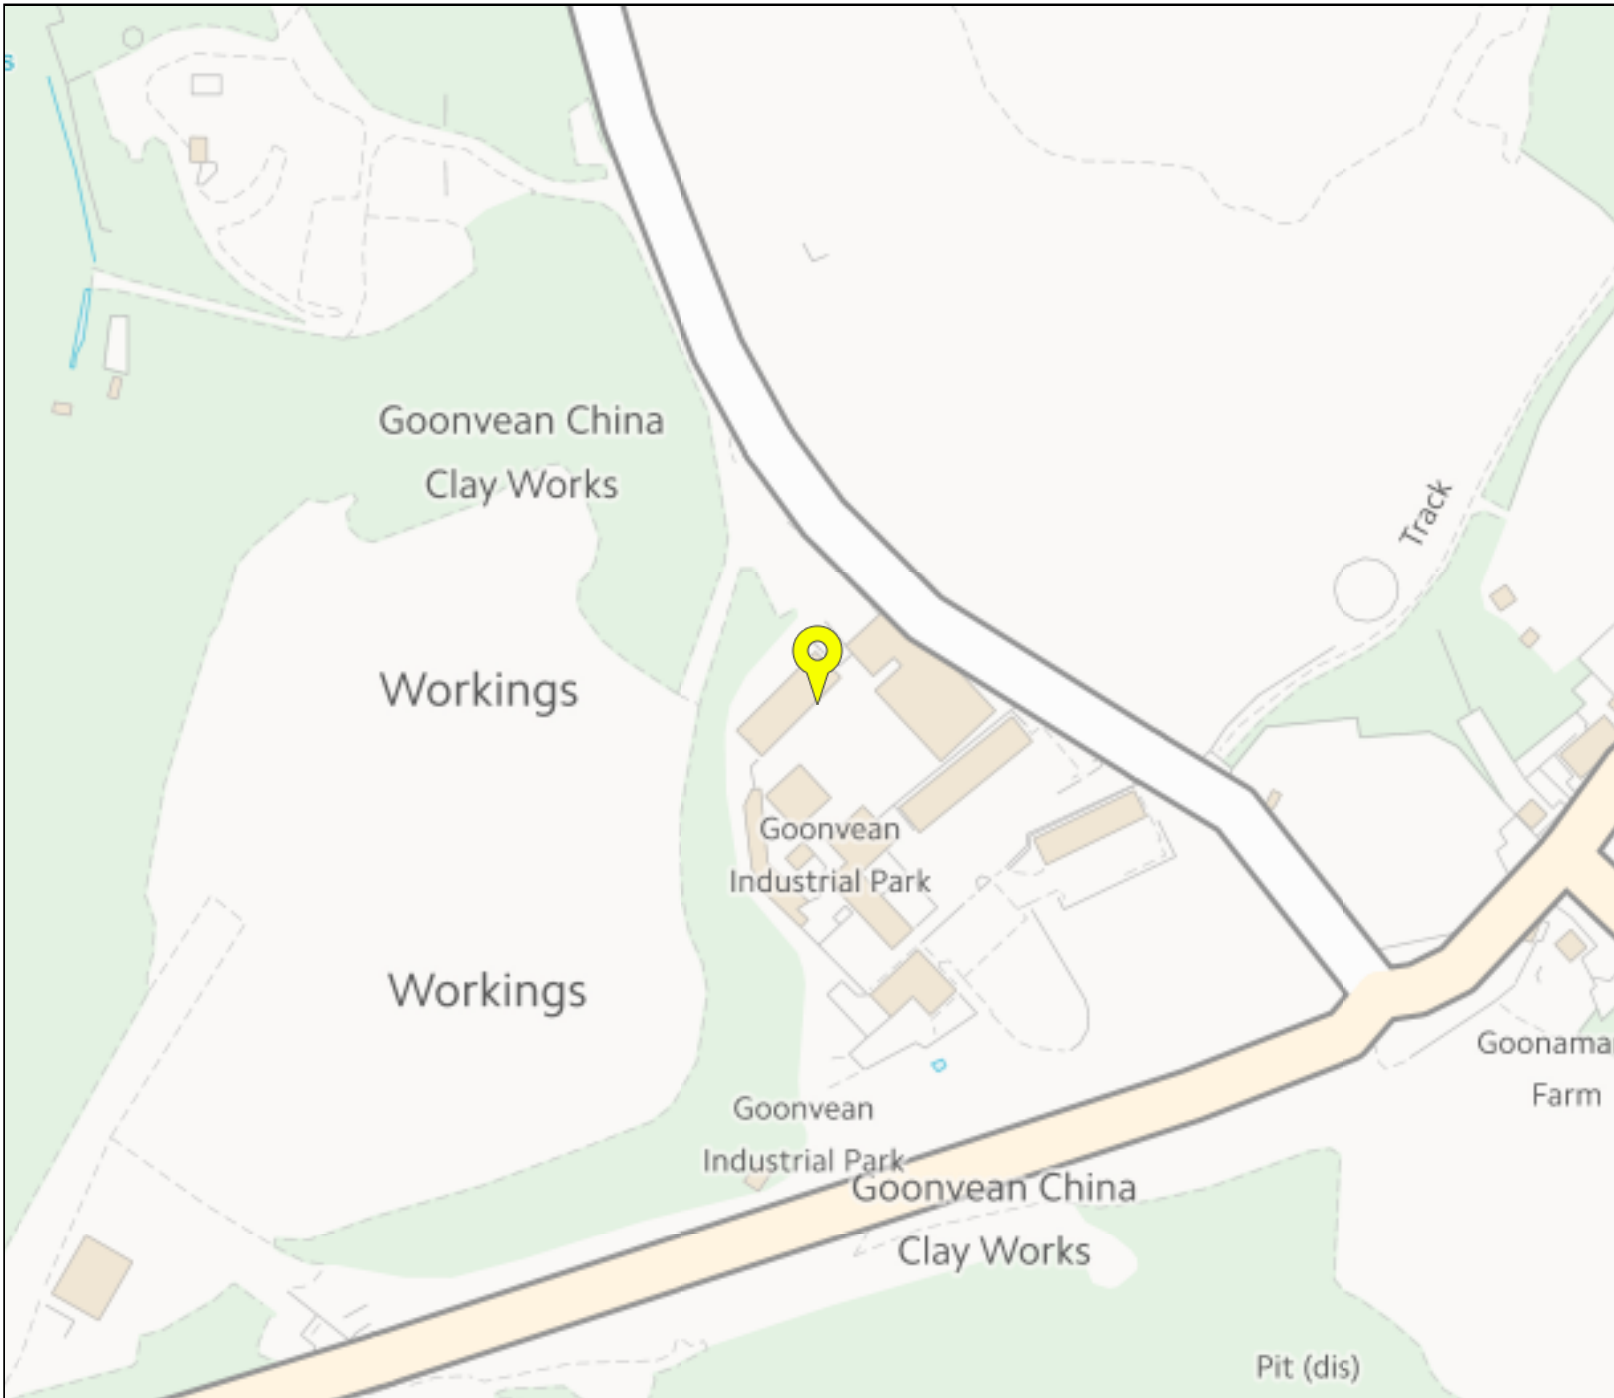 s
Goonvean China
Clay Works
Track
Workings
Goonvean
Industrial Park
Workings
Goonama
Farm
Goonvean
Industrial Park
Goonvean China
Clay Works
Pit (dis)